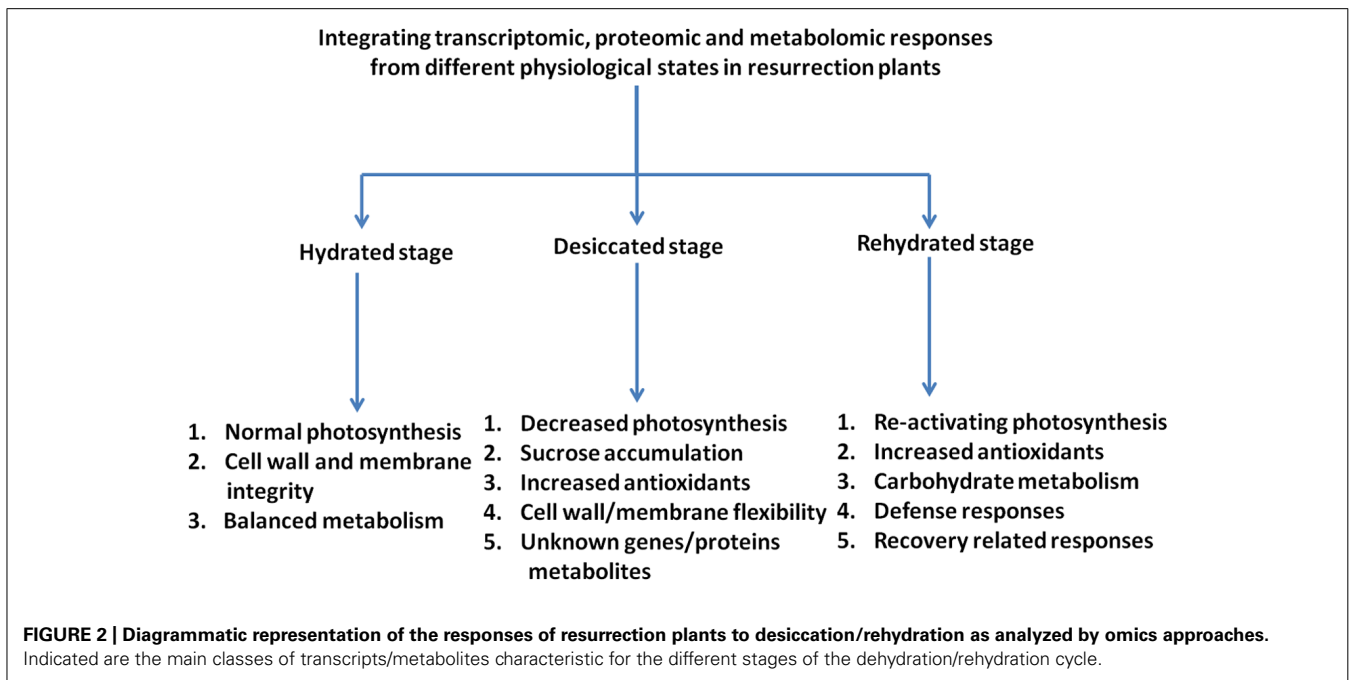 Integrating transcriptomic, proteomic and metabolomic responses
from different physiological states in resurrection plants
Hydrated stage
Desiccated stage
Rehydrated stage
1. Normal photosynthesis
2. Cell wall and membrane
integrity
3. Balanced metabolism
1. Decreased photosynthesis
2. Sucrose accumulation
3. Increased antioxidants
4. Cell wall/membrane flexibility
5. Unknown genes/proteins
metabolites
1. Re-activating photosynthesis
2. Increased antioxidants
3. Carbohydrate metabolism
4. Defense responses
5. Recovery related responses
FIGURE 2 | Diagrammatic representation of the responses of resurrection plants to desiccation/rehydration as analyzed by omics approaches.
Indicated are the main classes of transcripts/metabolites characteristic for the different stages of the dehydration/rehydration cycle.